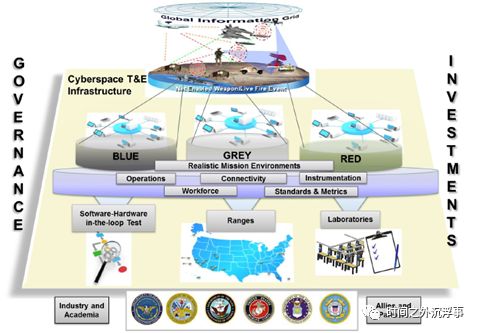 Global Information Grid
GOVERNANCE
INVESTMENTS
Cyberspace T&E
Infrastructure
Net Enabled Weapon/Live Fire Event
BLUE
GREY
RED
Realistic Mission Environments
Operations
Connectivity
Instrumentation
Workforce
Standards & Metrics
Software-Hardware
in-the-loop Test
Ranges
Laboratories
Industry and
Academia
Allies and
时间之外沉浮事